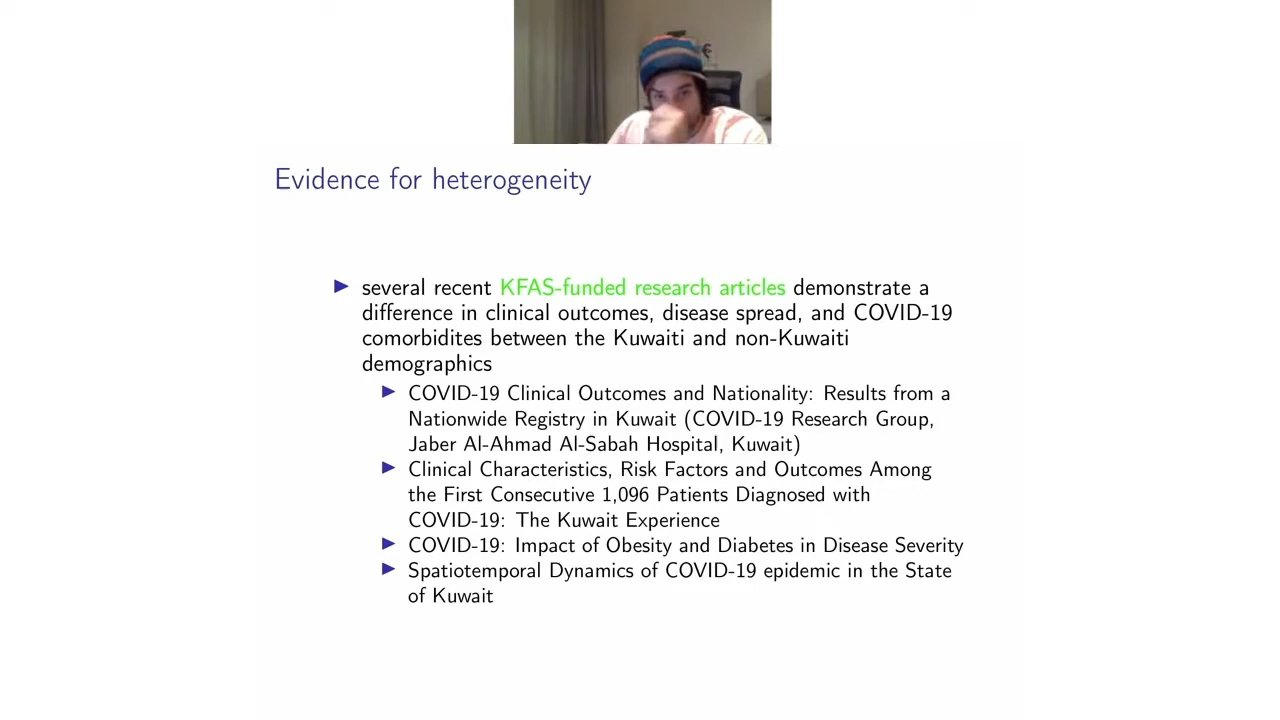 Evidence for heterogeneity
several recent KFAS-funded research articles demonstrate a
difference in clinical outcomes, disease spread, and COVID-19
comorbidites between the Kuwaiti and non-Kuwaiti
demographics
COVID-19 Clinical Outcomes and Nationality: Results from a
Nationwide Registry in Kuwait (COVID-19 Research Group,
Jaber Al-Ahmad Al-Sabah Hospital, Kuwait)
Clinical Characteristics, Risk Factors and Outcomes Among
the First Consecutive 1,096 Patients Diagnosed with
COVID-19: The Kuwait Experience
COVID-19: Impact of Obesity and Diabetes in Disease Severity
Spatiotemporal Dynamics of COVID-19 epidemic in the State
of Kuwait